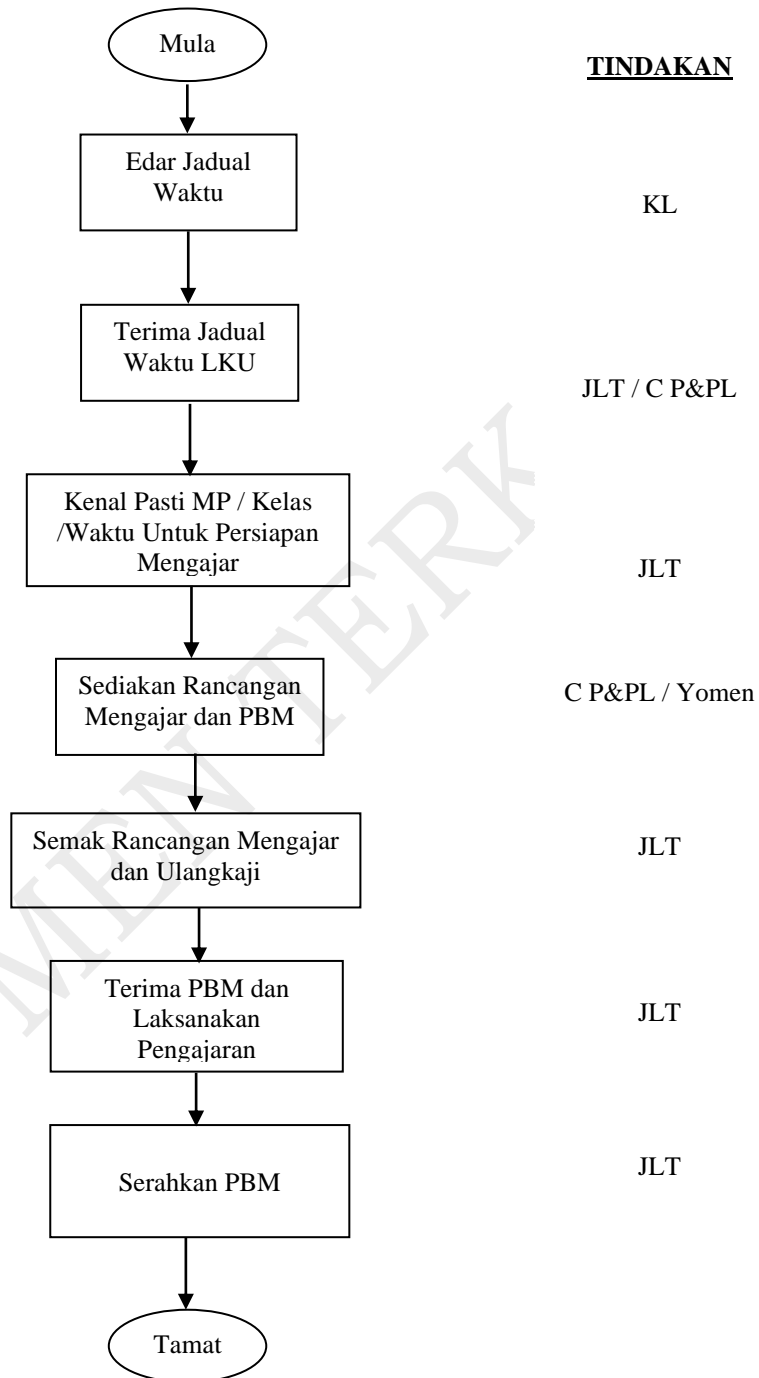 Mula
TINDAKAN
Edar Jadual
Waktu
KL
Terima Jadual
Waktu LKU
JLT / C P&PL
Kenal Pasti MP / Kelas
/Waktu Untuk Persiapan
Mengajar
JLT
Sediakan Rancangan
Mengajar dan PBM
C P&PL / Yomen
Semak Rancangan Mengajar
dan Ulangkaji
JLT
Terima PBM dan
Laksanakan
Pengajaran
JLT
Serahkan PBM
JLT
Tamat
MEN TERK